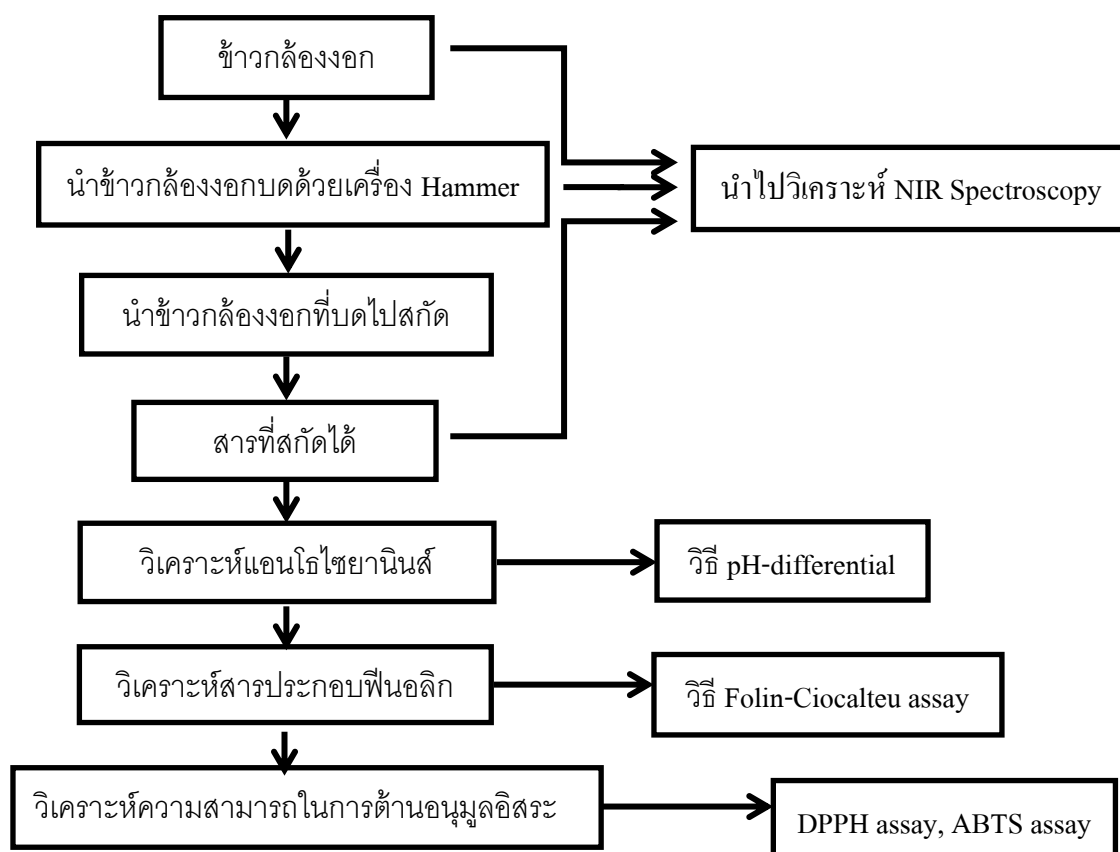 ข้าวกล้องงอก
นำข้าวกล้องงอกบดด้วยเครื่อง Hammer
นำไปวิเคราะห์ NIR Spectroscopy
นำข้าวกล้องงอกที่บดไปสกัด
สารที่สกัดได้
วิเคราะห์แอนโธไซยานินส์
วิธี pH-differential
วิเคราะห์สารประกอบฟีนอลิก
วิธี Folin-Ciocalteu assay
วิเคราะห์ความสามารถในการต้านอนุมูลอิสระ
DPPH assay, ABTS assay